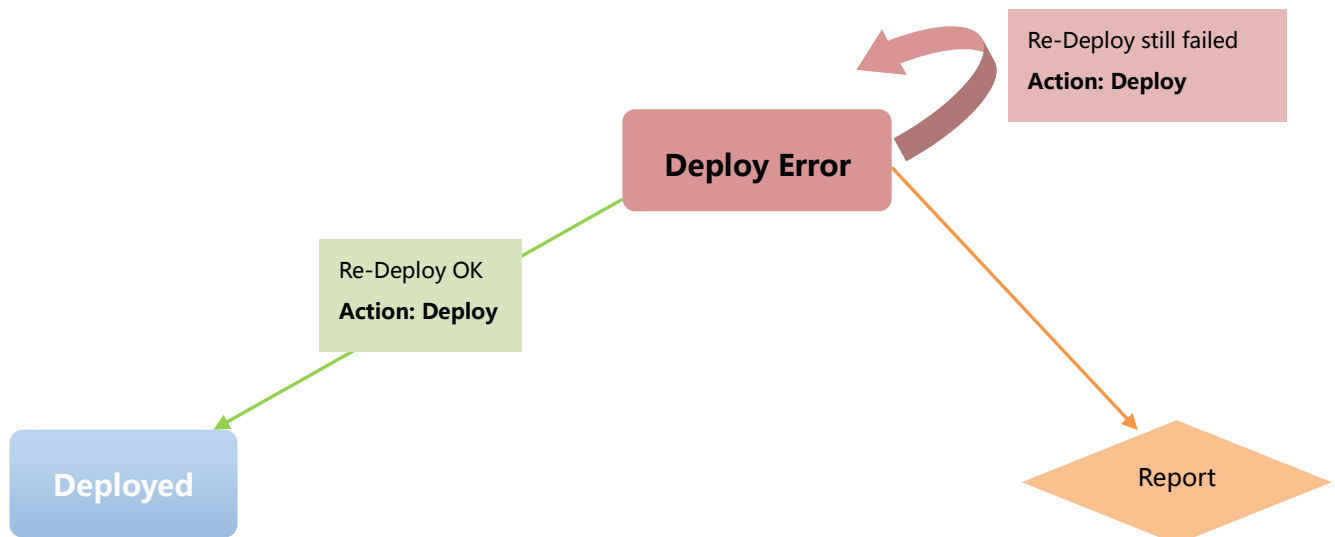 Re-Deploy still failed
Action: Deploy
Deploy Error
Re-Deploy OK
Action: Deploy
Deployed
Report